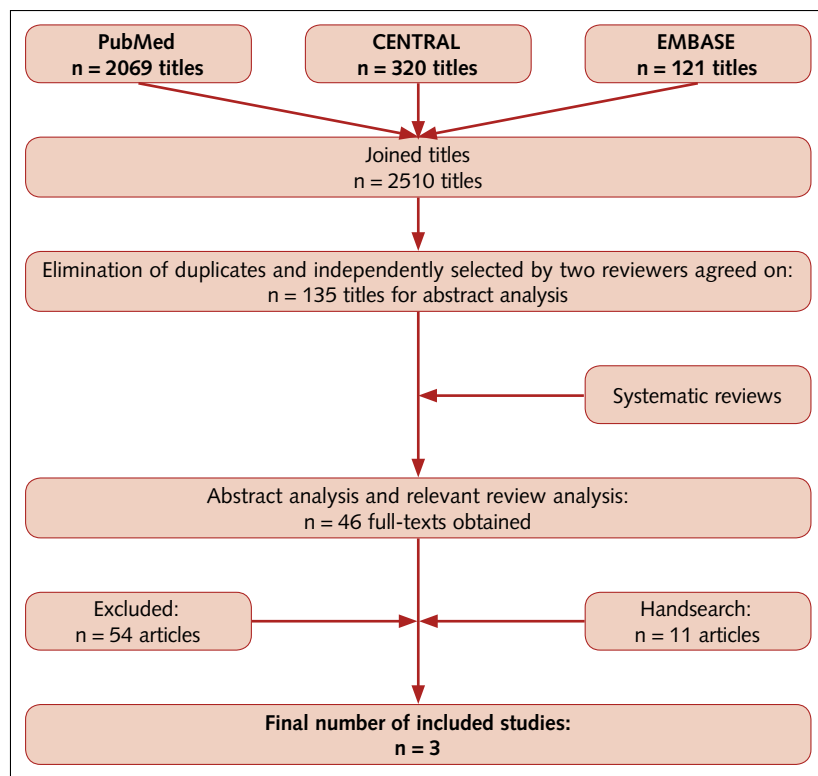 PubMed
n = 2069 titles
CENTRAL
n = 320 titles
EMBASE
n = 121 titles
Joined titles
n = 2510 titles
Elimination of duplicates and independently selected by two reviewers agreed on:
n = 135 titles for abstract analysis
Systematic reviews
Abstract analysis and relevant review analysis:
n = 46 full-texts obtained
Excluded:
n = 54 articles
Handsearch:
n = 11 articles
Final number of included studies:
n = 3